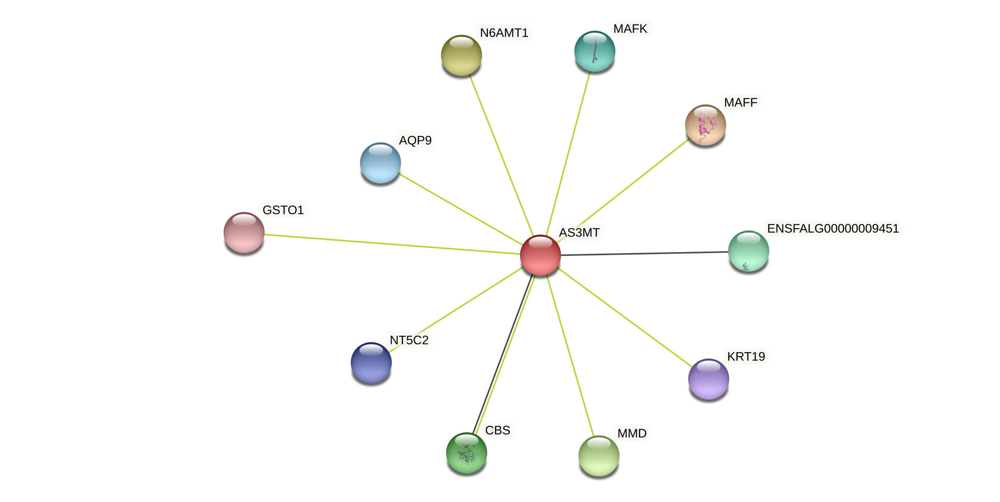 MAFK
N6AMT1
MAFF
AQP9
GSTO1
ENSFALG00000009451
AS3MT
NT5C2
KRT19
CBS
MMD